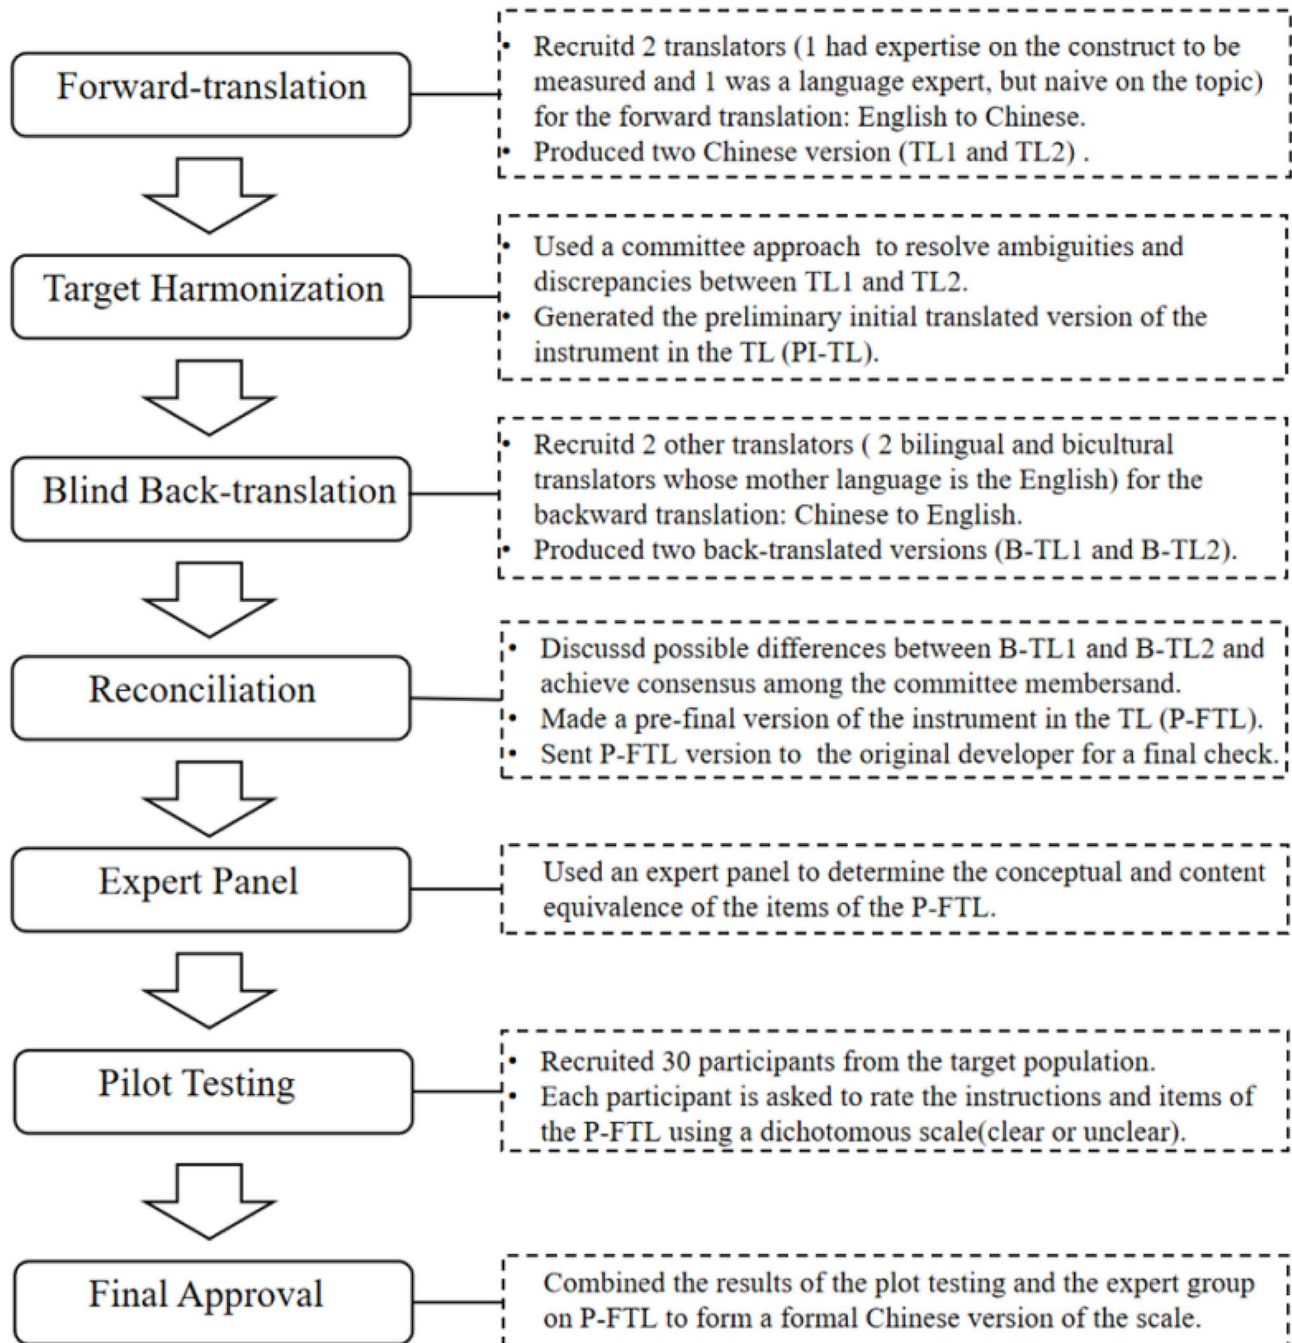 Forward-translation
• Recruitd 2 translators (1 had expertise on the construct to be
measured and 1 was a language expert, but naive on the topic)
for the forward translation: English to Chinese.
• Produced two Chinese version (TL1 and TL2) .
Target Harmonization
• Used a committee approach to resolve ambiguities and
discrepancies between TL1 and TL2.
• Generated the preliminary initial translated version of the
instrument in the TL (PI-TL).
Blind Back-translation
• Recruitd 2 other translators ( 2 bilingual and bicultural
translators whose mother language is the English) for the
backward translation: Chinese to English.
• Produced two back-translated versions (B-TL1 and B-TL2).
Reconciliation
• Discussd possible differences between B-TL1 and B-TL2 and
achieve consensus among the committee membersand.
• Made a pre-final version of the instrument in the TL (P-FTL).
• Sent P-FTL version to the original developer for a final check.
Expert Panel
Used an expert panel to determine the conceptual and content
equivalence of the items of the P-FTL.
Pilot Testing
• Recruited 30 participants from the target population.
• Each participant is asked to rate the instructions and items of
the P-FTL using a dichotomous scale(clear or unclear).
Final Approval
Combined the results of the plot testing and the expert group
on P-FTL to form a formal Chinese version of the scale.